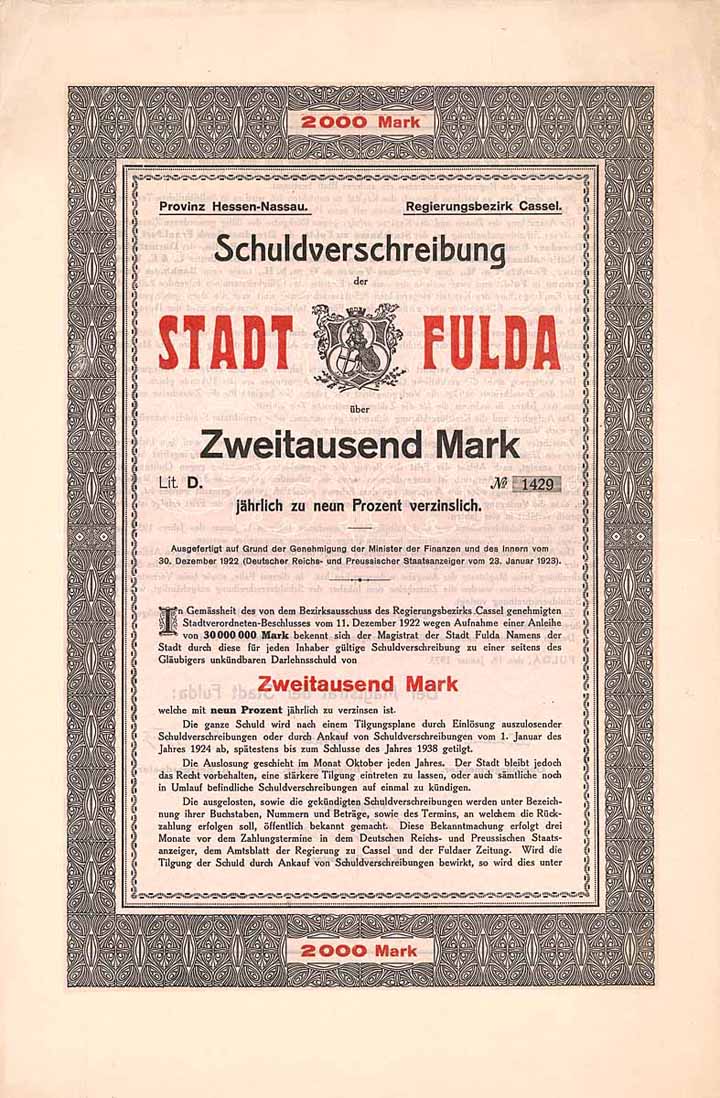 2000 Mark
Provinz Hessen-Nassau. Regierungsbezirk Cassel.
Schuldverschreibung
der
STADT FULDA
über
Zweitausend Mark
Lit. D. № 1429
jährlich zu neun Prozent verzinslich.
Ausgefertigt auf Grund der Genehmigung der Minister der Finanzen und des Innern vom
30. Dezember 1922 (Deutscher Reichs- und Preussischer Staatsanzeiger vom 23. Januar 1923).
In Gemässheit des von dem Bezirksausschuss des Regierungsbezirks Cassel genehmigten
Stadtverordneten-Beschlusses vom 11. Dezember 1922 wegen Aufnahme einer Anleihe
von 30 000 000 Mark bekennt sich der Magistrat der Stadt Fulda Namens der
Stadt durch diese für jeden Inhaber gültige Schuldverschreibung zu einer seitens des
Gläubigers unkündbaren Darlehnsschuld von
Zweitausend Mark
welche mit neun Prozent jährlich zu verzinsen ist.
Die ganze Schuld wird nach einem Tilgungsplane durch Einlösung auszulosender
Schuldverschreibungen oder durch Ankauf von Schuldverschreibungen vom 1. Januar des
Jahres 1924 ab, spätestens bis zum Schlusse des Jahres 1938 getilgt.
Die Auslosung geschieht im Monat Oktober jeden Jahres. Der Stadt bleibt jedoch
das Recht vorbehalten, eine stärkere Tilgung eintreten zu lassen, oder auch sämtliche noch
in Umlauf befindliche Schuldverschreibungen auf einmal zu kündigen.
Die ausgelosten, sowie die gekündigten Schuldverschreibungen werden unter Bezeich-
nung ihrer Buchstaben, Nummern und Beträge, sowie des Termins, an welchem die Rück-
zahlung erfolgen soll, öffentlich bekannt gemacht. Diese Bekanntmachung erfolgt drei
Monate vor dem Zahlungstermine in dem Deutschen Reichs- und Preussischen Staats-
anzeiger, dem Amtsblatt der Regierung zu Cassel und der Fuldaer Zeitung. Wird die
Tilgung der Schuld durch Ankauf von Schuldverschreibungen bewirkt, so wird dies unter
2000 Mark